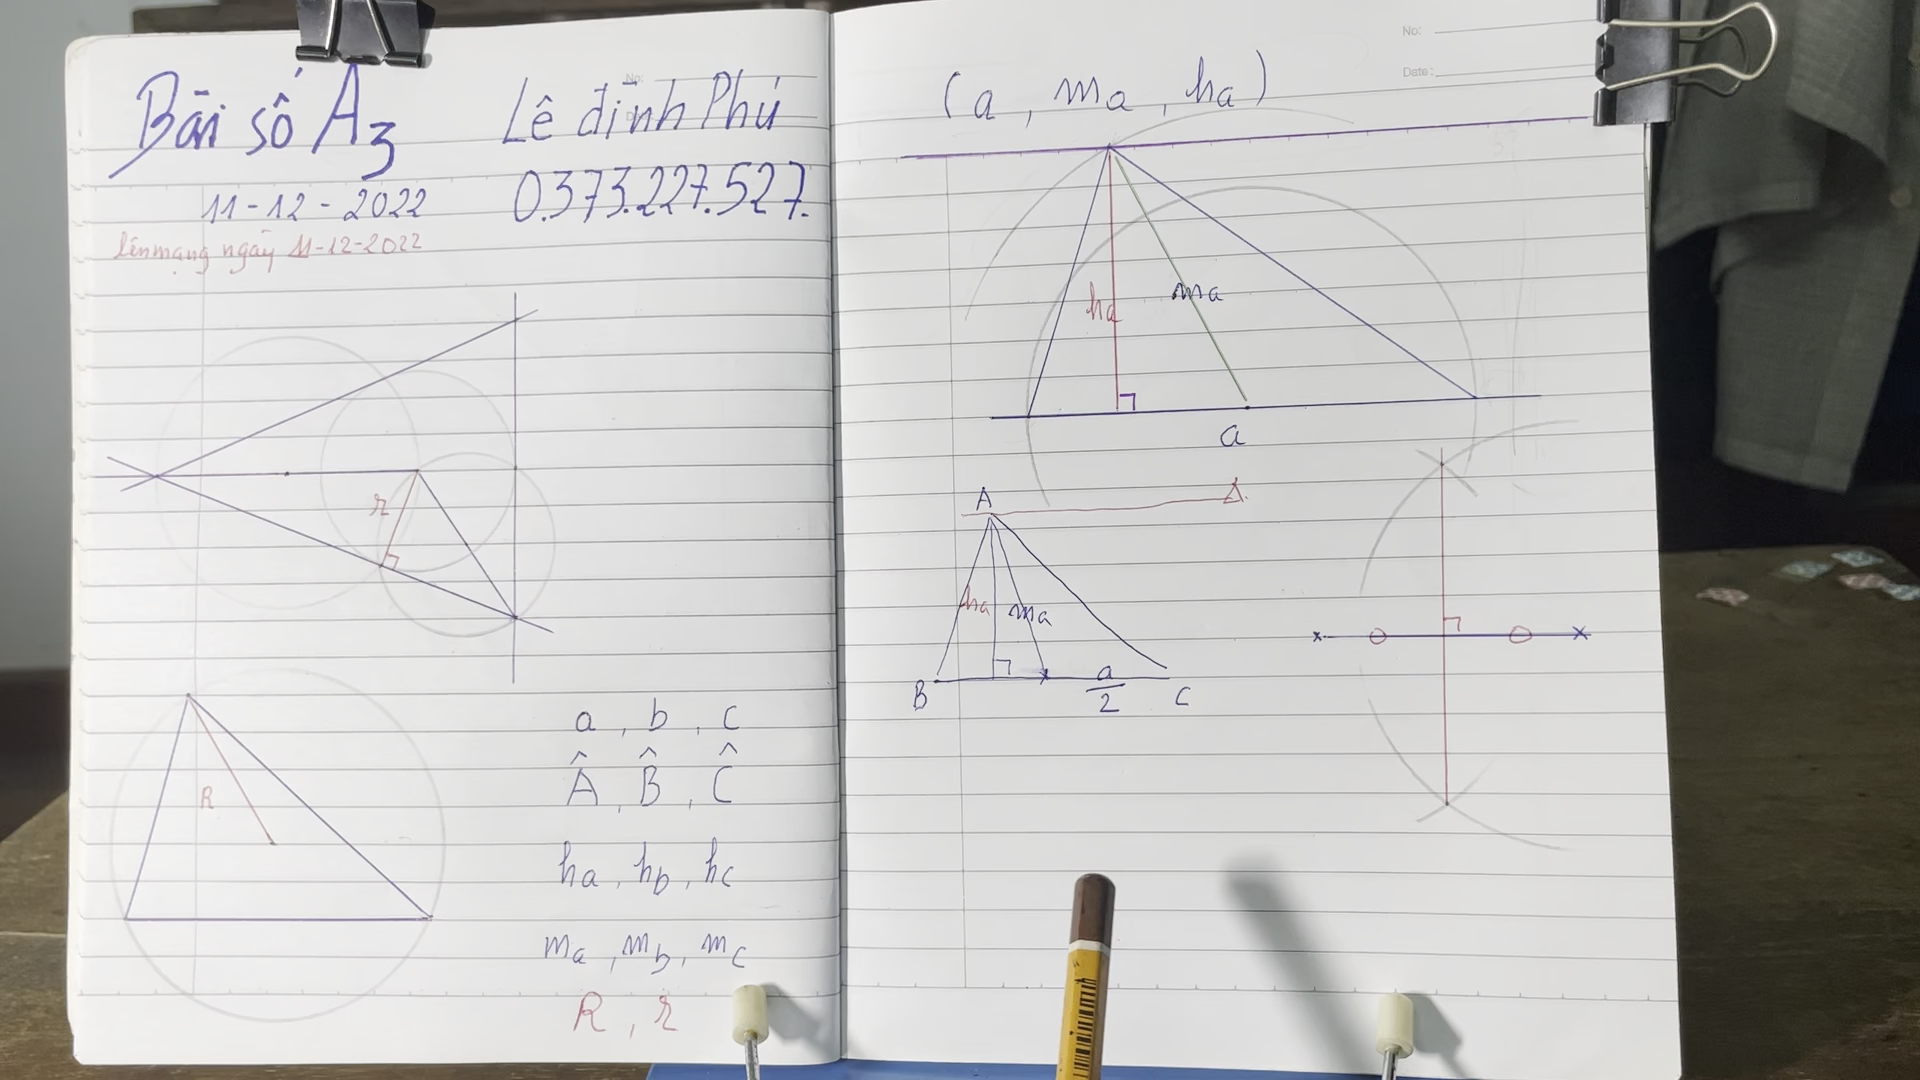 Bài số A3
Lê đình Phú
11-12-2022
0.373.227.527.
lên mạng ngày 11-12-2022
r
R
a, b, c
Â, B̂, Ĉ
ha, hb, hc
ma, mb, mc
R, r
No:
Date:
(a, ma, ha)
ha
ma
a
Δ.
A
ha
ma
B
a/2
C